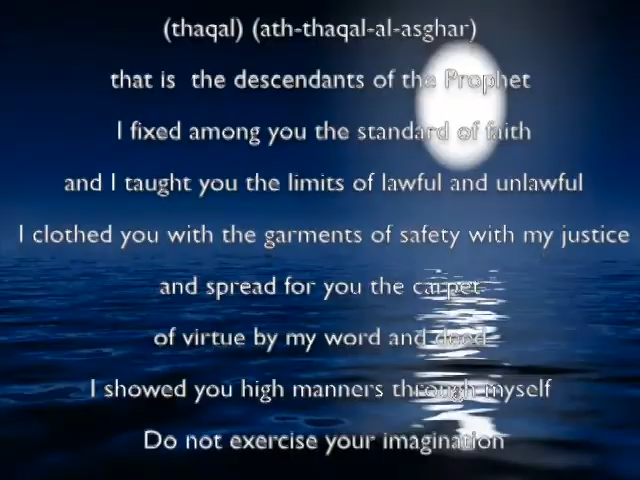 (thaqal) (ath-thaqal-al-asghar)
that is the descendants of the Prophet
I fixed among you the standard of faith
and I taught you the limits of lawful and unlawful
I clothed you with the garments of safety with my justice
and spread for you the carpet
of virtue by my word and deed
I showed you high manners through myself
Do not exercise your imagination